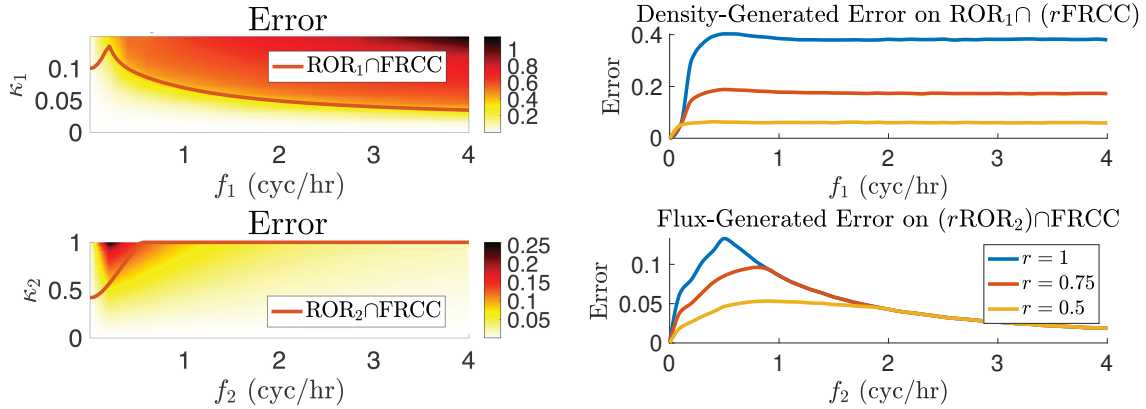 Error
κ₁
0.1
0.05
0
ROR₁∩FRCC
1
0.8
0.6
0.4
0.2
1
2
3
4
f₁ (cyc/hr)
Density-Generated Error on ROR₁∩ (rFRCC)
Error
0.4
0.2
0
0
1
2
3
4
f₁ (cyc/hr)
Error
κ₂
1
0.5
0
ROR₂∩FRCC
0.25
0.2
0.15
0.1
0.05
1
2
3
4
f₂ (cyc/hr)
Flux-Generated Error on (rROR₂)∩FRCC
Error
0.1
0.05
0
r = 1
r = 0.75
r = 0.5
0
1
2
3
4
f₂ (cyc/hr)